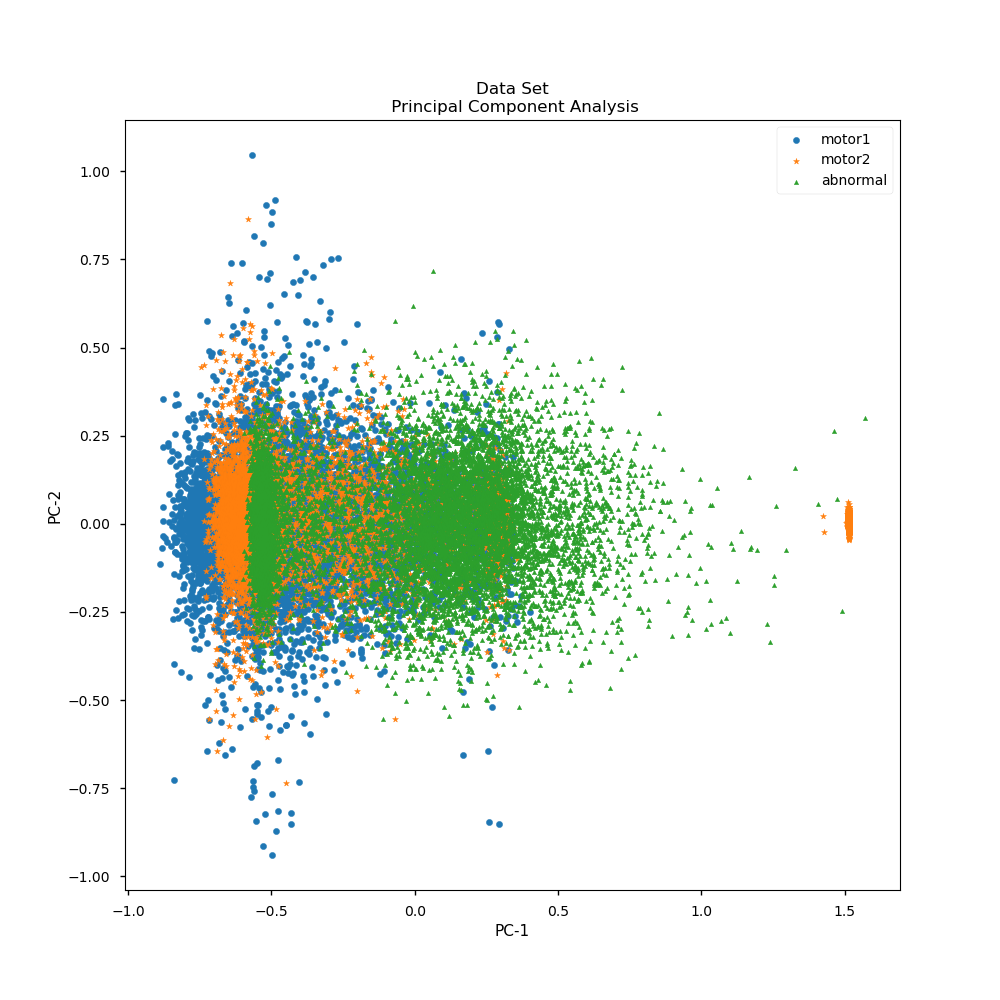 Data Set
Principal Component Analysis
motor1
motor2
abnormal
1.00
0.75
0.50
0.25
0.00
−0.25
−0.50
−0.75
−1.00
PC-2
−1.0
−0.5
0.0
0.5
1.0
1.5
PC-1